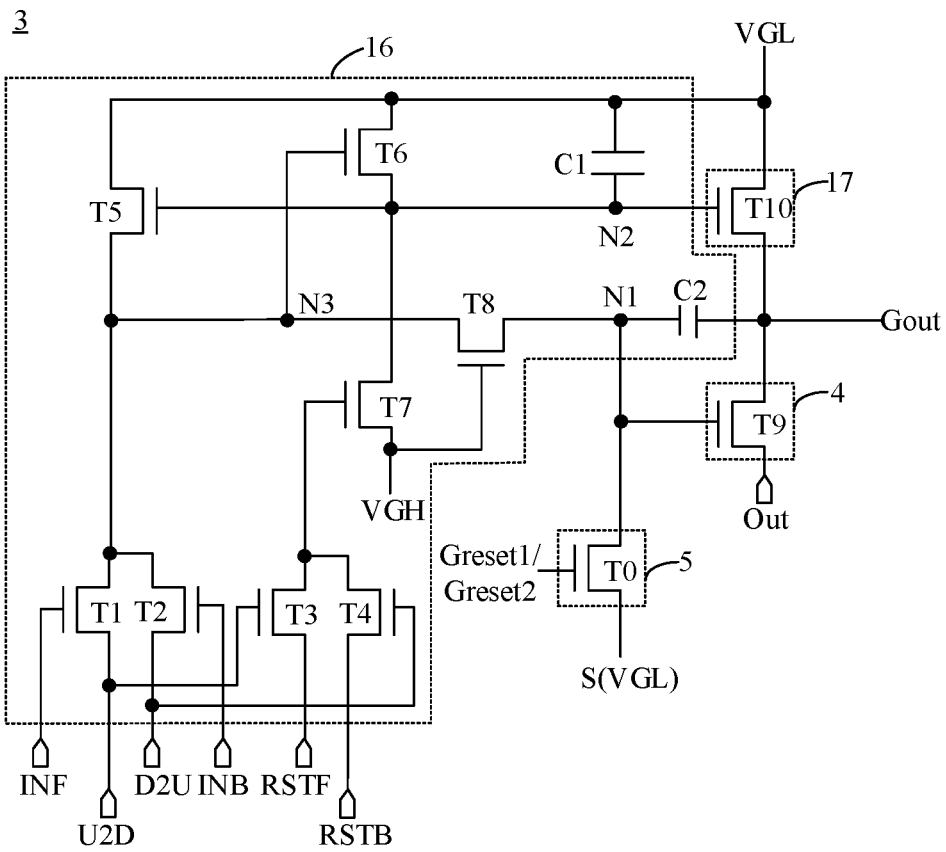 3
16
VGL
T6
C1
17
T5
T10
N2
N3
T8
N1
C2
Gout
T7
4
T9
VGH
Out
Greset1/
Greset2
T0
5
T1
T2
T3
T4
S(VGL)
INF
D2U
INB
RSTF
U2D
RSTB